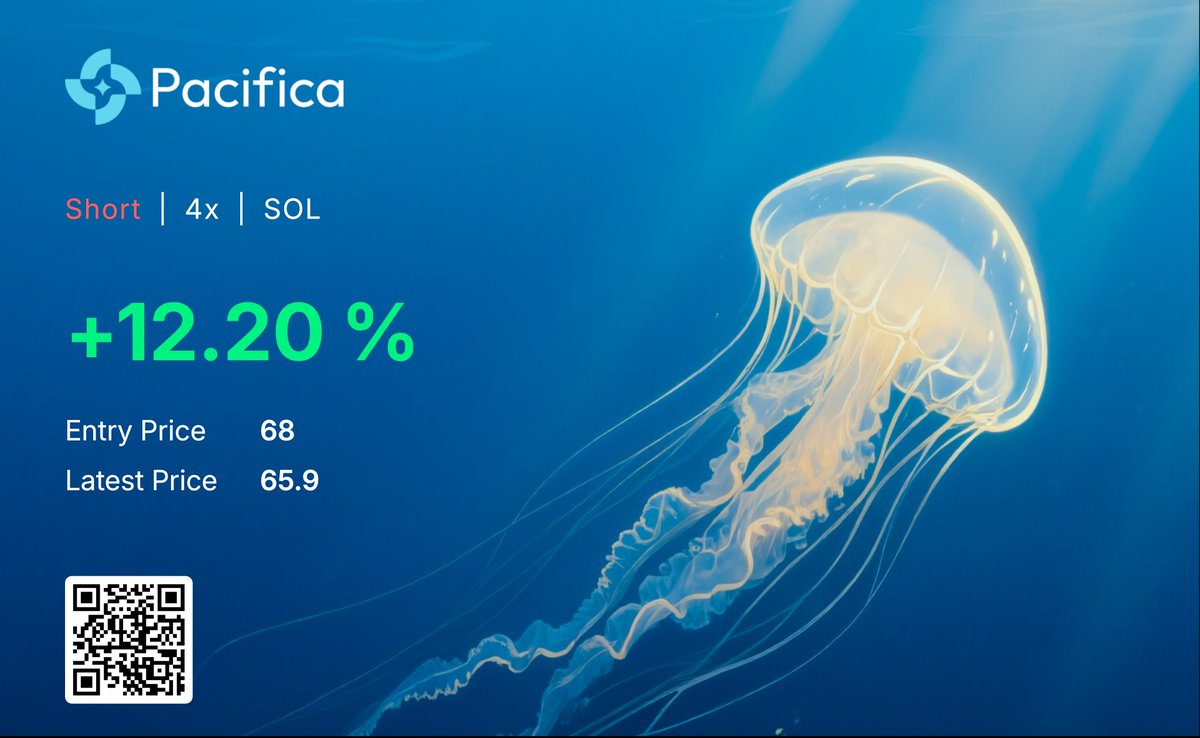 Pacifica
Short | 4x | SOL
+12.20 %
Entry Price 68
Latest Price 65.9